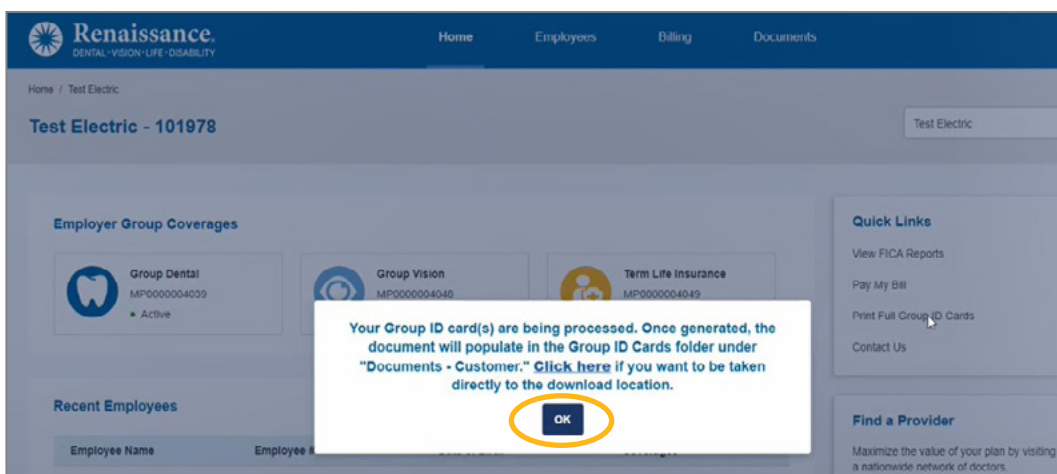 Renaissance.
DENTAL·VISION·LIFE·DISABILITY
Home
Employees
Billing
Documents
Home / Test Electric
Test Electric - 101978
Test Electric
Employer Group Coverages
Group Dental
MP0000004039
Active
Group Vision
MP0000004048
Term Life Insurance
MP0000004049
Quick Links
View FICA Reports
Pay My Bill
Print Full Group ID Cards
Contact Us
Your Group ID card(s) are being processed. Once generated, the
document will populate in the Group ID Cards folder under
"Documents - Customer." Click here if you want to be taken
directly to the download location.
OK
Recent Employees
Employee Name
Employee
Find a Provider
Maximize the value of your plan by visiting
a nationwide network of doctors.